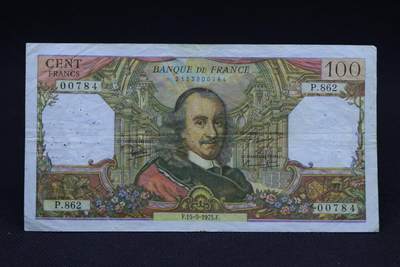 CENT
FRANCS
BANQUE DE FRANCE
100
00784
P.862
P.862
00784